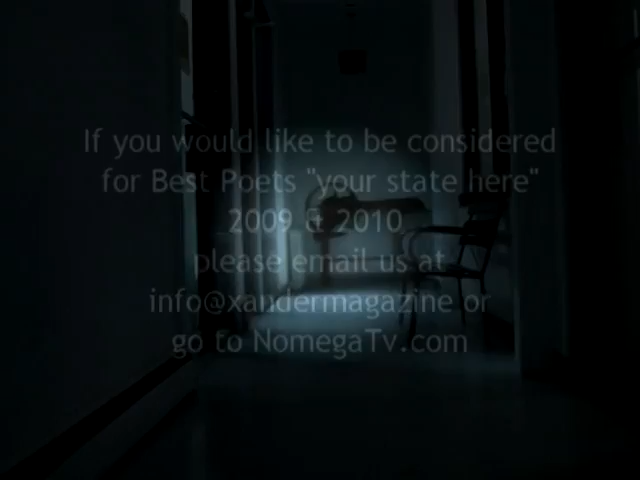 If you would like to be considered
for Best Poets "your state here"
2009 & 2010
please email us at
info@xandermagazine or
go to NomegaTv.com